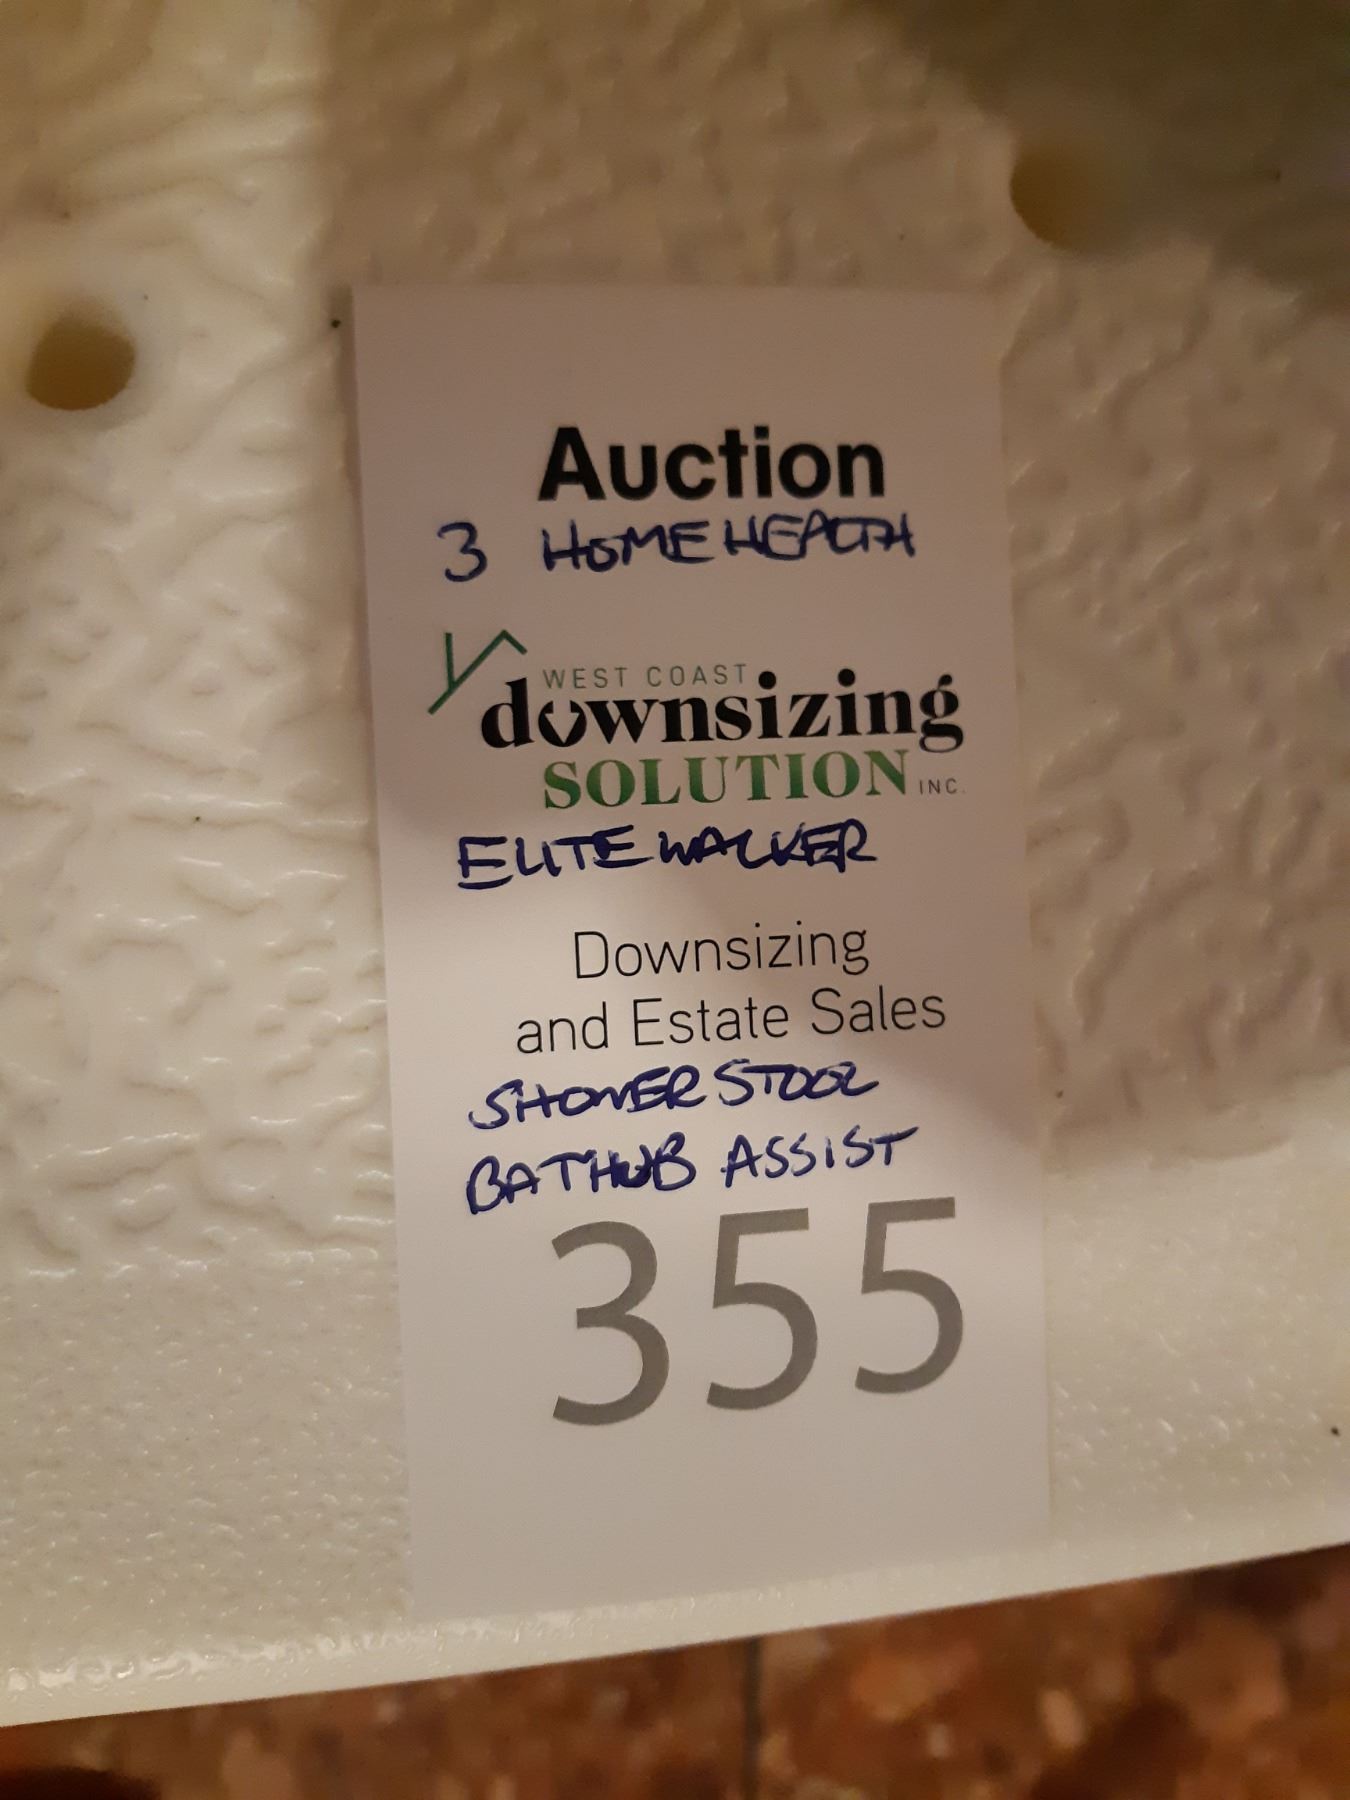 Auction
3 HOME HEALTH
WEST COAST
downsizing
SOLUTION INC.
ELITE WALKER
Downsizing
and Estate Sales
SHOWER STOOL
BATHUB ASSIST
355